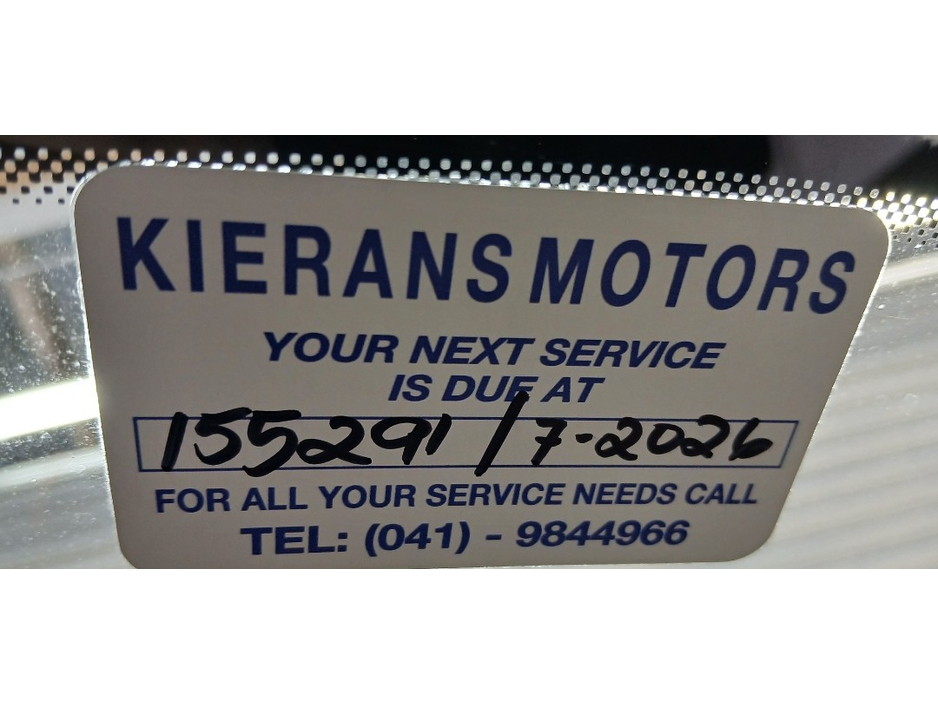 KIERANS MOTORS
YOUR NEXT SERVICE
IS DUE AT
155291/7-2026
FOR ALL YOUR SERVICE NEEDS CALL
TEL: (041) - 9844966